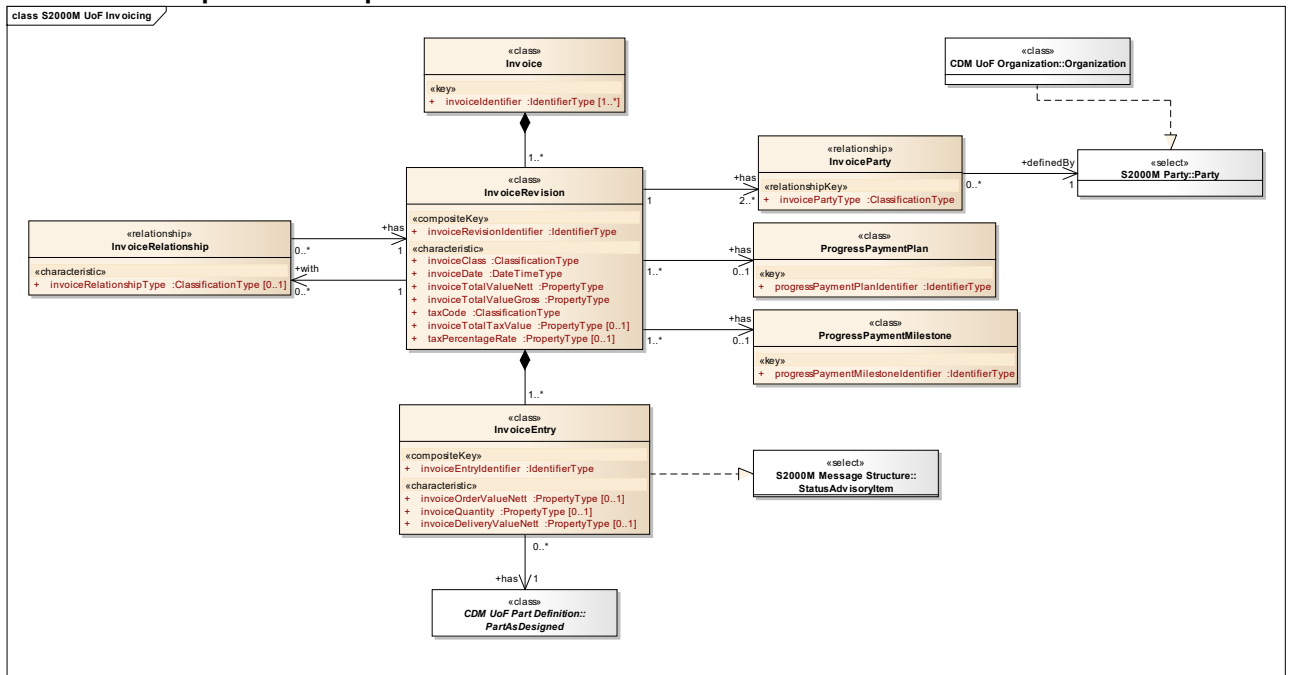 class S2000M UoF Invoicing
«class»
Invoice
«key»
+ invoiceIdentifier :IdentifierType [1..*]
«class»
CDM UoF Organization::Organization
1..*
«class»
InvoiceRevision
«compositeKey»
+ invoiceRevisionIdentifier :IdentifierType
«characteristic»
+ invoiceClass :ClassificationType
+ invoiceDate :DateTimeType
+ invoiceTotalValueNett :PropertyType
+ invoiceTotalValueGross :PropertyType
+ taxCode :ClassificationType
+ invoiceTotalTaxValue :PropertyType [0..1]
+ taxPercentageRate :PropertyType [0..1]
+has
1
2..*
«relationship»
InvoiceParty
«relationshipKey»
+ invoicePartyType :ClassificationType
+definedBy
0..*
1
«select»
S2000M Party::Party
«relationship»
InvoiceRelationship
«characteristic»
+ invoiceRelationshipType :ClassificationType [0..1]
+has
0..*
1
+with
0..*
1
+has
1..*
0..1
«class»
ProgressPaymentPlan
«key»
+ progressPaymentPlanIdentifier :IdentifierType
+has
1..*
0..1
«class»
ProgressPaymentMilestone
«key»
+ progressPaymentMilestoneIdentifier :IdentifierType
1..*
«class»
InvoiceEntry
«compositeKey»
+ invoiceEntryIdentifier :IdentifierType
«characteristic»
+ invoiceOrderValueNett :PropertyType [0..1]
+ invoiceQuantity :PropertyType [0..1]
+ invoiceDeliveryValueNett :PropertyType [0..1]
«select»
S2000M Message Structure::
StatusAdvisoryItem
0..*
+has
1
«class»
CDM UoF Part Definition::
PartAsDesigned